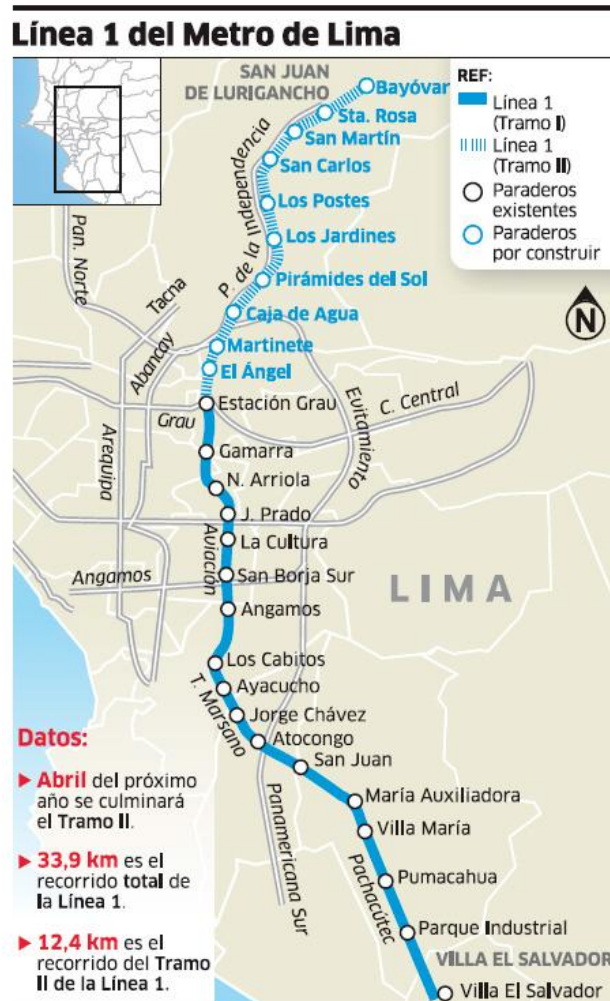 Línea 1 del Metro de Lima
SAN JUAN
DE LURIGANCHO
REF:
Línea 1
(Tramo I)
Línea 1
(Tramo II)
Paraderos
existentes
Paraderos
por construir
N
Bayóvar
Sta. Rosa
San Martín
San Carlos
Los Postes
Los Jardines
Pirámides del Sol
Caja de Agua
Martinete
El Ángel
Estación Grau
Gamarra
N. Arriola
J. Prado
La Cultura
San Borja Sur
Angamos
Los Cabitos
Ayacucho
Jorge Chávez
Atocongo
San Juan
María Auxiliadora
Villa María
Pumacahua
Parque Industrial
VILLA EL SALVADOR
Villa El Salvador
P. de la Independencia
Pan. Norte
Tacna
Abancay
Arequipa
Grau
Evitamiento
C. Central
Aviación
Angamos
LIMA
T. Marsano
Panamericana Sur
Pachacútec
Datos:
Abril del próximo
año se culminará
el Tramo II.
33,9 km es el
recorrido total de
la Línea 1.
12,4 km es el
recorrido del Tramo
II de la Línea 1.